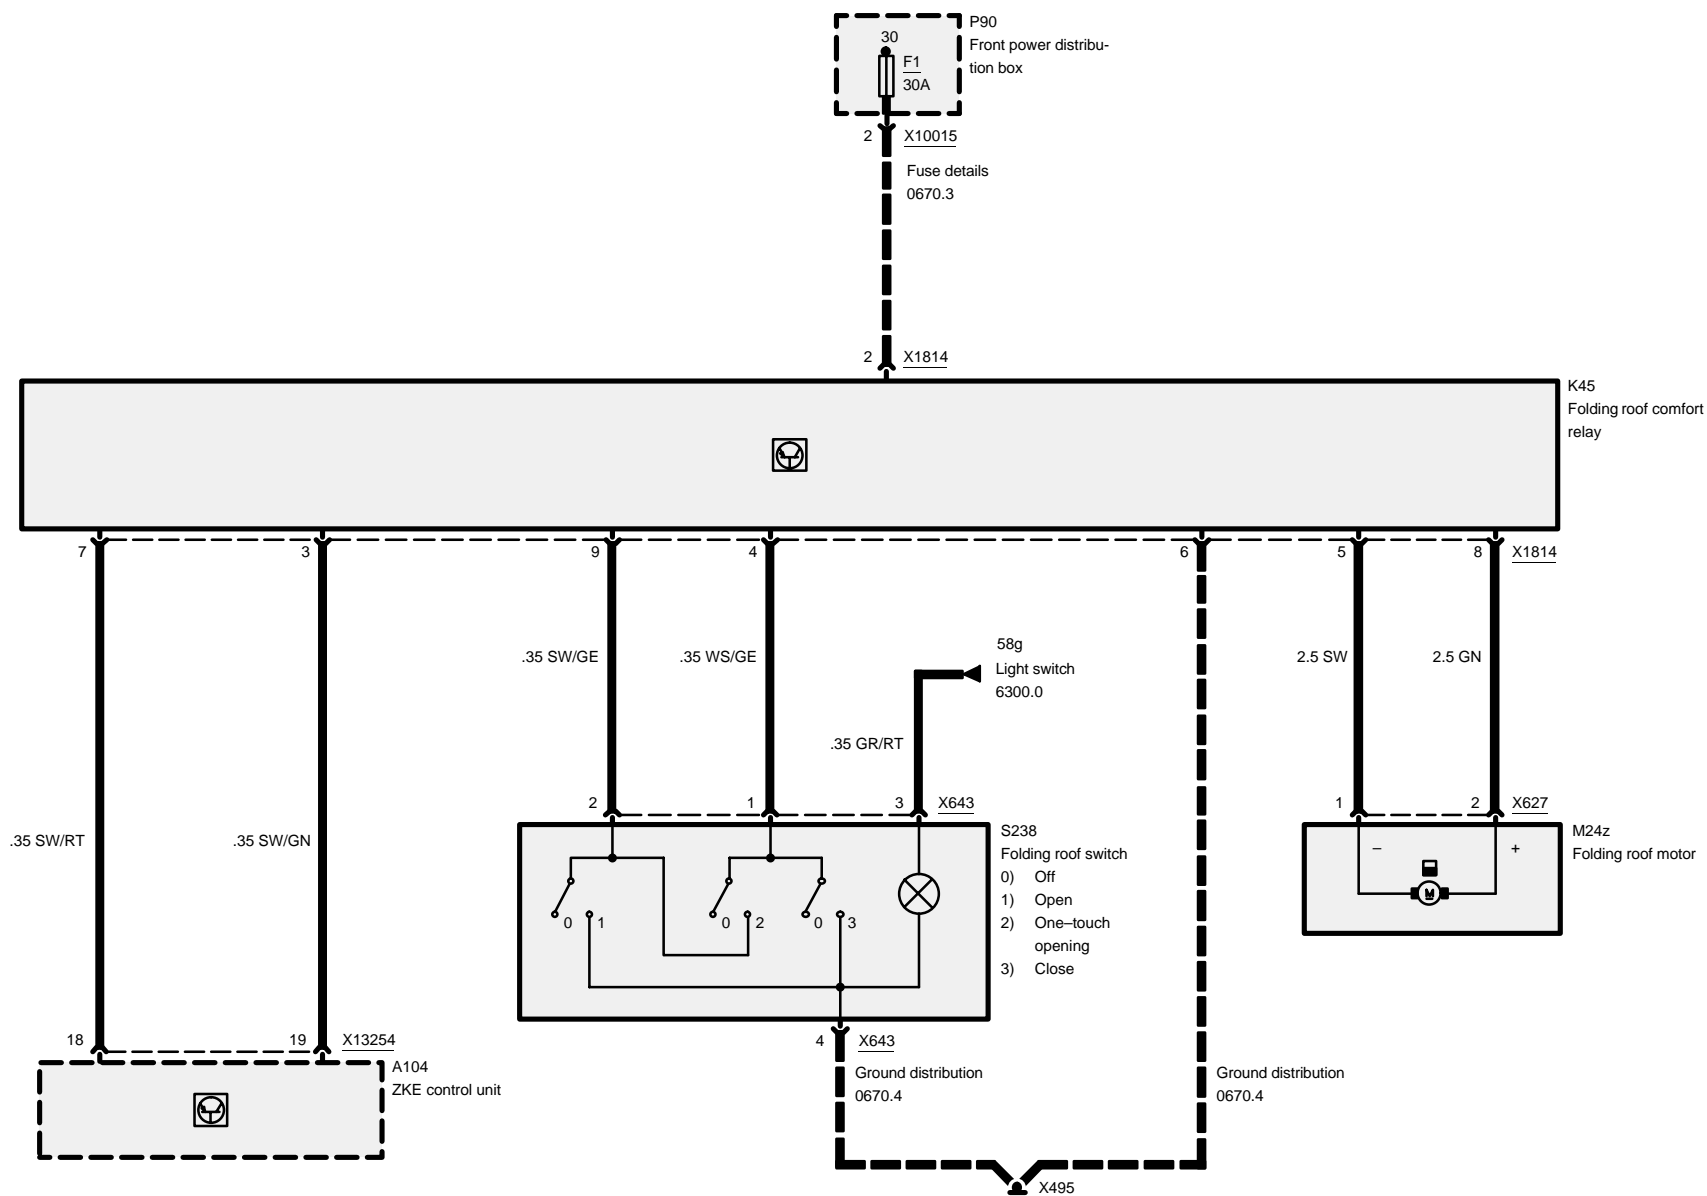 P90
Front power distribu-
tion box
30
F1
30A
2
X10015
Fuse details
0670.3
2
X1814
K45
Folding roof comfort
relay
7
3
9
4
6
5
8
X1814
.35 SW/GE
.35 WS/GE
58g
Light switch
6300.0
2.5 SW
2.5 GN
.35 GR/RT
2
1
3
X643
1
2
X627
.35 SW/RT
.35 SW/GN
S238
Folding roof switch
0) Off
1) Open
2) One–touch
opening
3) Close
0
1
0
2
0
3
M24z
Folding roof motor
–
+
M
18
19
X13254
A104
ZKE control unit
4
X643
Ground distribution
0670.4
Ground distribution
0670.4
X495